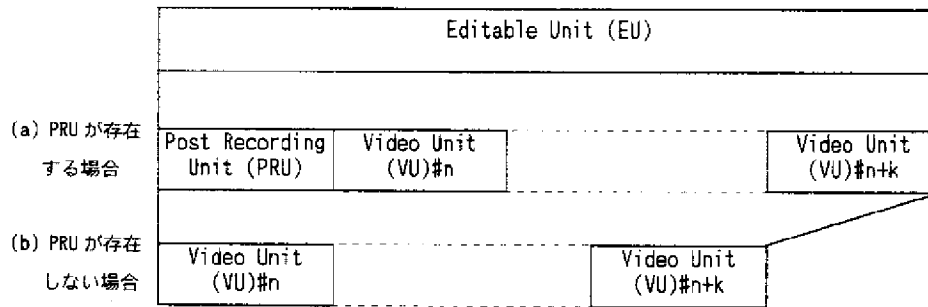 Editable Unit (EU)
(a) PRU が存在
する場合
Post Recording
Unit (PRU)
Video Unit
(VU)#n
Video Unit
(VU)#n+k
(b) PRU が存在
しない場合
Video Unit
(VU)#n
Video Unit
(VU)#n+k